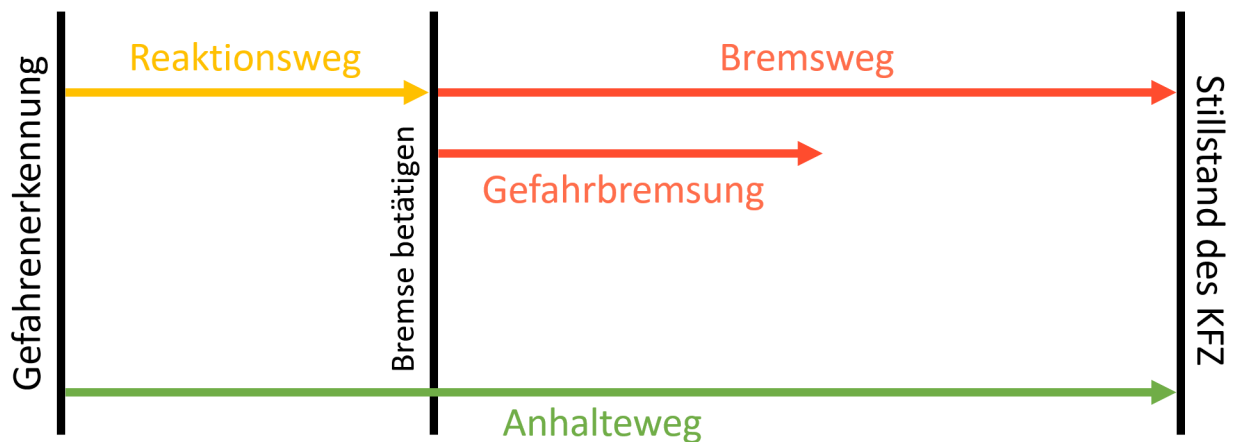 Gefahrenerkennung
Reaktionsweg
Bremse betätigen
Bremsweg
Gefahrbremsung
Anhalteweg
Stillstand des KFZ